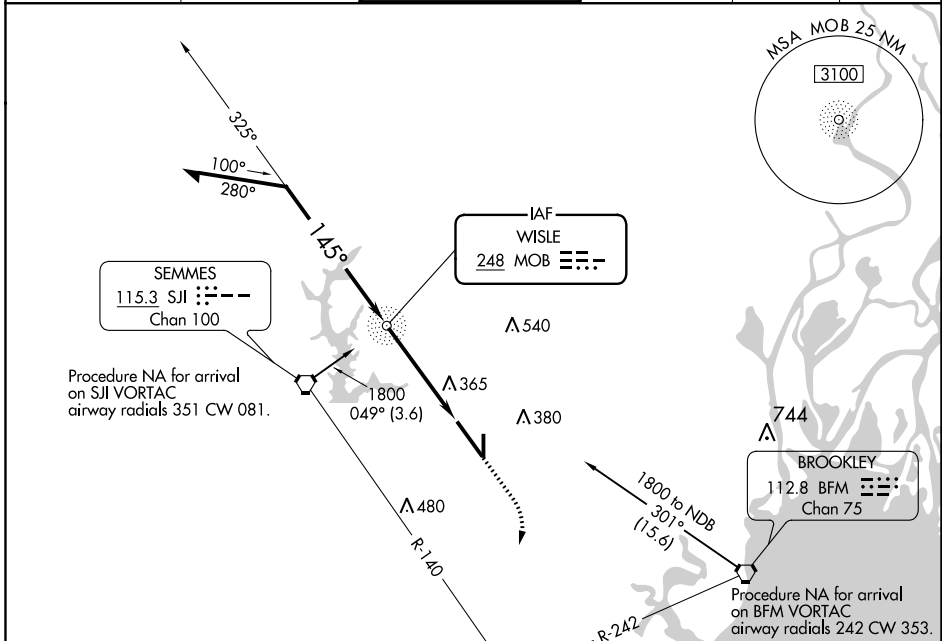 MSA MOB 25 NM
3100
325°
100°
280°
145°
IAF
WISLE
248 MOB
SEMMES
115.3 SJI
Chan 100
540
Procedure NA for arrival
on SJI VORTAC
airway radials 351 CW 081.
1800
049° (3.6)
365
380
744
BROOKLEY
112.8 BFM
Chan 75
1800 to NDB
301°
(15.6)
480
R-140
Procedure NA for arrival
on BFM VORTAC
airway radials 242 CW 353.
R-242